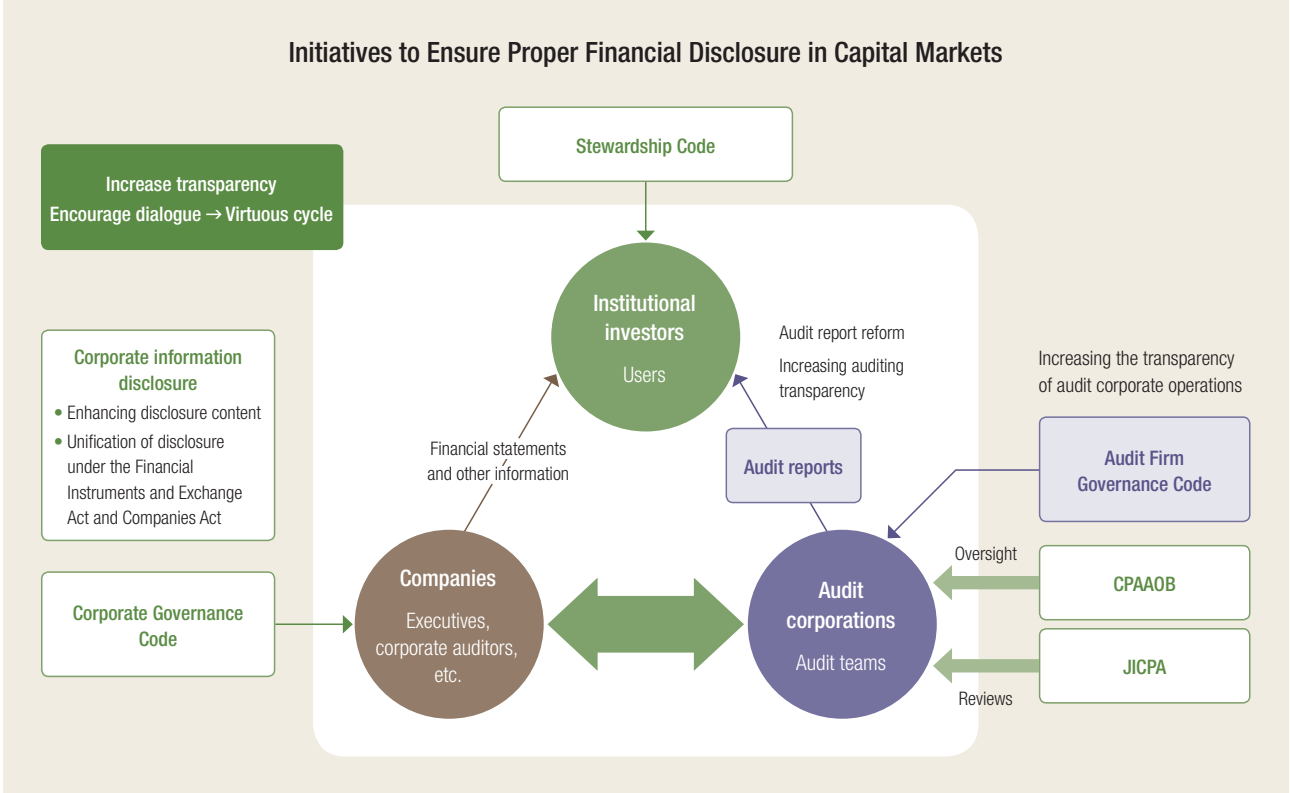 Initiatives to Ensure Proper Financial Disclosure in Capital Markets
Stewardship Code
Increase transparency
Encourage dialogue → Virtuous cycle
Institutional
investors
Users
Audit report reform
Increasing auditing
transparency
Corporate information
disclosure
• Enhancing disclosure content
• Unification of disclosure
under the Financial
Instruments and Exchange
Act and Companies Act
Increasing the transparency
of audit corporate operations
Financial statements
and other information
Audit reports
Audit Firm
Governance Code
Corporate Governance
Code
Companies
Executives,
corporate auditors,
etc.
Audit
corporations
Audit teams
Oversight
CPAAOB
JICPA
Reviews